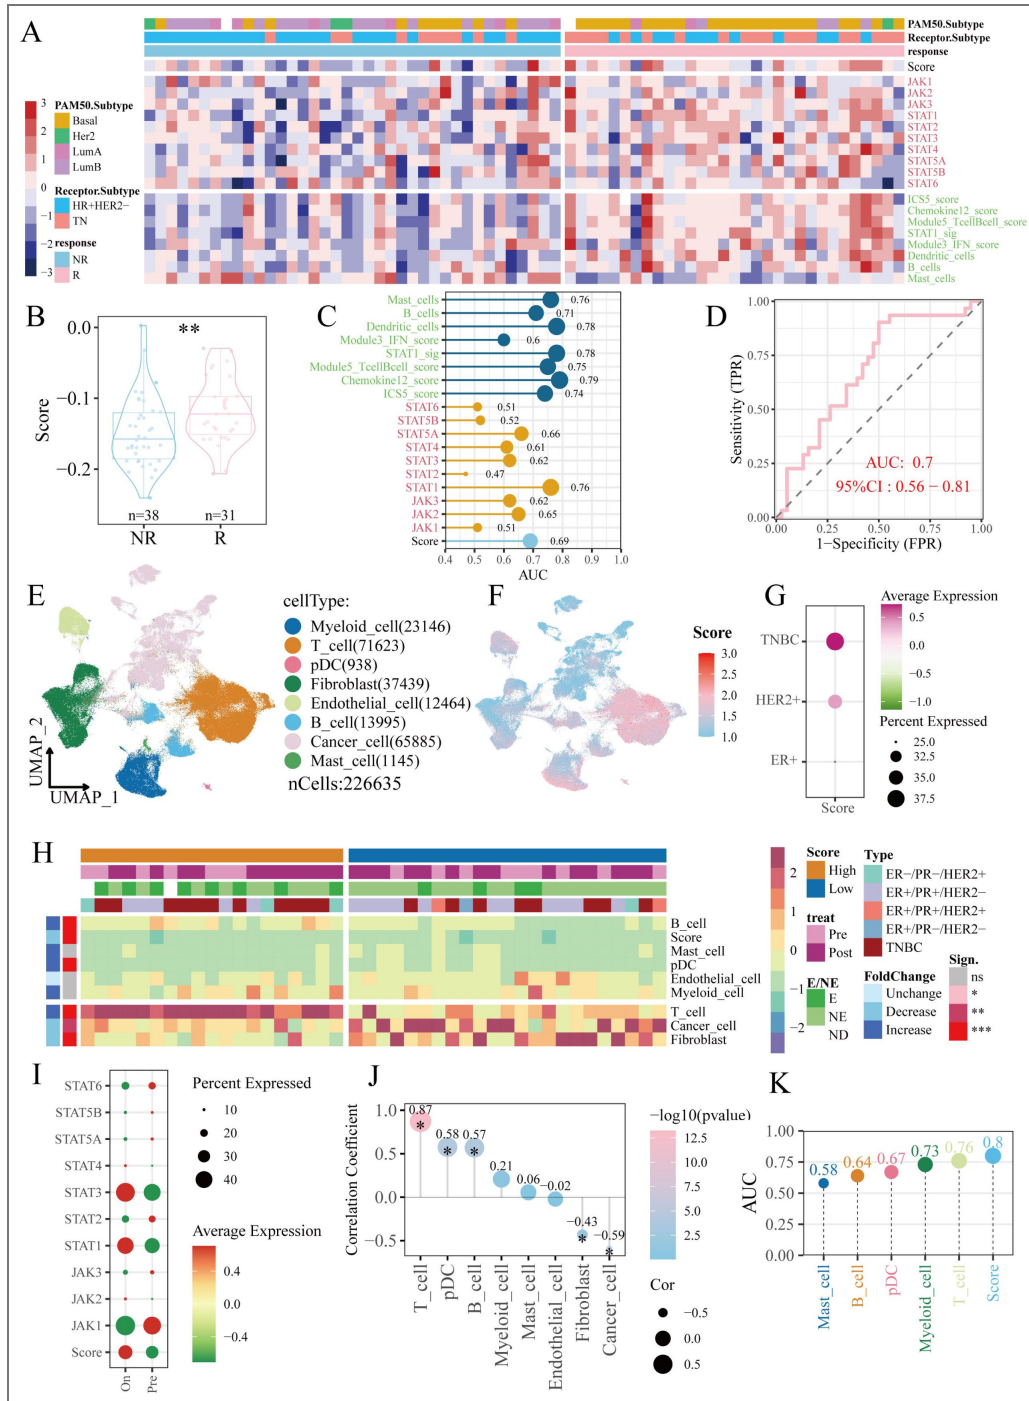 A
PAM50.Subtype
Receptor.Subtype
response
Score
JAK1
JAK2
JAK3
STAT1
STAT2
STAT3
STAT4
STAT5A
STAT5B
STAT6
ICS5_score
Chemokine12_score
Module5_TcellBcell_score
STAT1_sig
Module3_IFN_score
Dendritic_cells
B_cells
Mast_cells
3
2
1
0
−1
−2
−3
PAM50.Subtype
Basal
Her2
LumA
LumB
Receptor.Subtype
HR+HER2−
TN
response
NR
R
B
**
Score
0.0
−0.1
−0.2
n=38
n=31
NR
R
C
Mast_cells 0.76
B_cells 0.71
Dendritic_cells 0.78
Module3_IFN_score 0.6
STAT1_sig 0.78
Module5_TcellBcell_score 0.75
Chemokine12_score 0.79
ICS5_score 0.74
STAT6 0.51
STAT5B 0.52
STAT5A 0.66
STAT4 0.61
STAT3 0.62
STAT2 0.47
STAT1 0.76
JAK3 0.62
JAK2 0.65
JAK1 0.51
Score 0.69
0.4 0.5 0.6 0.7 0.8 0.9 1.0
AUC
D
Sensitivity (TPR)
1.00
0.75
0.50
0.25
0.00
AUC: 0.7
95%CI : 0.56 − 0.81
0.00 0.25 0.50 0.75 1.00
1−Specificity (FPR)
E
UMAP_2
UMAP_1
cellType:
Myeloid_cell(23146)
T_cell(71623)
pDC(938)
Fibroblast(37439)
Endothelial_cell(12464)
B_cell(13995)
Cancer_cell(65885)
Mast_cell(1145)
nCells:226635
F
Score
3.0
2.5
2.0
1.5
1.0
G
TNBC
HER2+
ER+
Score
Average Expression
0.5
0.0
−0.5
−1.0
Percent Expressed
25.0
32.5
35.0
37.5
H
B_cell
Score
Mast_cell
pDC
Endothelial_cell
Myeloid_cell
T_cell
Cancer_cell
Fibroblast
2
1
0
−1
−2
Score
High
Low
treat
Pre
Post
E/NE
E
NE
ND
Type
ER−/PR−/HER2+
ER+/PR+/HER2−
ER+/PR+/HER2+
ER+/PR−/HER2−
TNBC
FoldChange
Unchange
Decrease
Increase
Sign.
ns
*
**
***
I
STAT6
STAT5B
STAT5A
STAT4
STAT3
STAT2
STAT1
JAK3
JAK2
JAK1
Score
On
Pre
Percent Expressed
10
20
30
40
Average Expression
0.4
0.0
−0.4
J
Correlation Coefficient
1.0
0.5
0.0
−0.5
0.87
*
0.58
*
0.57
*
0.21
0.06
−0.02
−0.43
*
−0.59
*
T_cell
pDC
B_cell
Myeloid_cell
Mast_cell
Endothelial_cell
Fibroblast
Cancer_cell
−log10(pvalue)
12.5
10.0
7.5
5.0
2.5
Cor
−0.5
0.0
0.5
K
AUC
1.00
0.75
0.50
0.25
0.00
0.58
0.64
0.67
0.73
0.76
0.8
Mast_cell
B_cell
pDC
Myeloid_cell
T_cell
Score